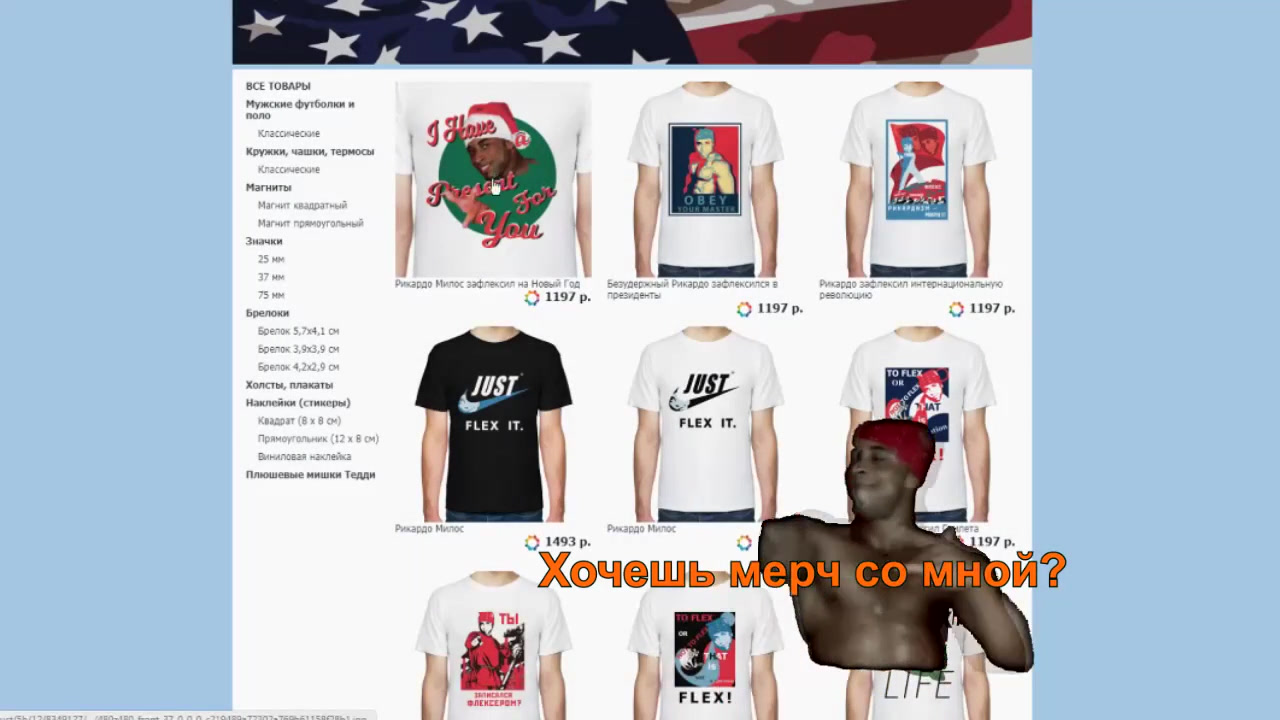 ВСЕ ТОВАРЫ
Мужские футболки и
поло
Классические
Кружки, чашки, термосы
Классические
Магниты
Магнит квадратный
Магнит прямоугольный
Значки
25 мм
37 мм
75 мм
Брелоки
Брелок 5,7x4,1 см
Брелок 3,9x3,9 см
Брелок 4,2x2,9 см
Холсты, плакаты
Наклейки (стикеры)
Квадрат (8 x 8 см)
Прямоугольник (12 x 8 см)
Виниловая наклейка
Плюшевые мишки Тедди
I Have
a
Present
For
You
Рикардо Милос зафлексил на Новый Год
1197 р.
OBEY
YOUR MASTER
Безудержный Рикардо зафлексился в
президенты
1197 р.
Рикардо зафлексил интернациональную
революцию
1197 р.
JUST
FLEX IT.
Рикардо Милос
1493 р.
JUST
FLEX IT.
Рикардо Милос
TO FLEX
OR
THAT
1197 р.
Хочешь мерч со мной?
ТЫ
ЗАПИСАЛСЯ
ФЛЕКСЕРОМ?
TO FLEX
OR
THAT
IS
FLEX!
LIFE